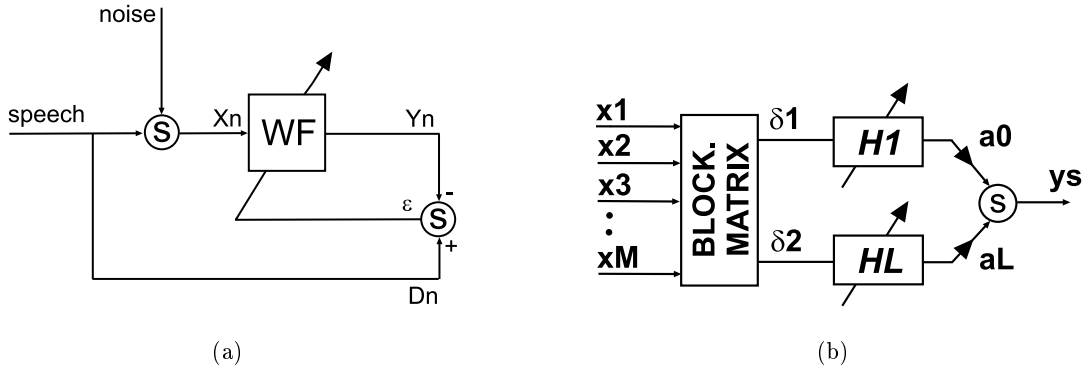 noise
speech
S
Xn
WF
Yn
-
ε
S
+
Dn
(a)
x1
x2
x3
xM
BLOCK.
MATRIX
δ1
δ2
H1
HL
a0
aL
S
ys
(b)